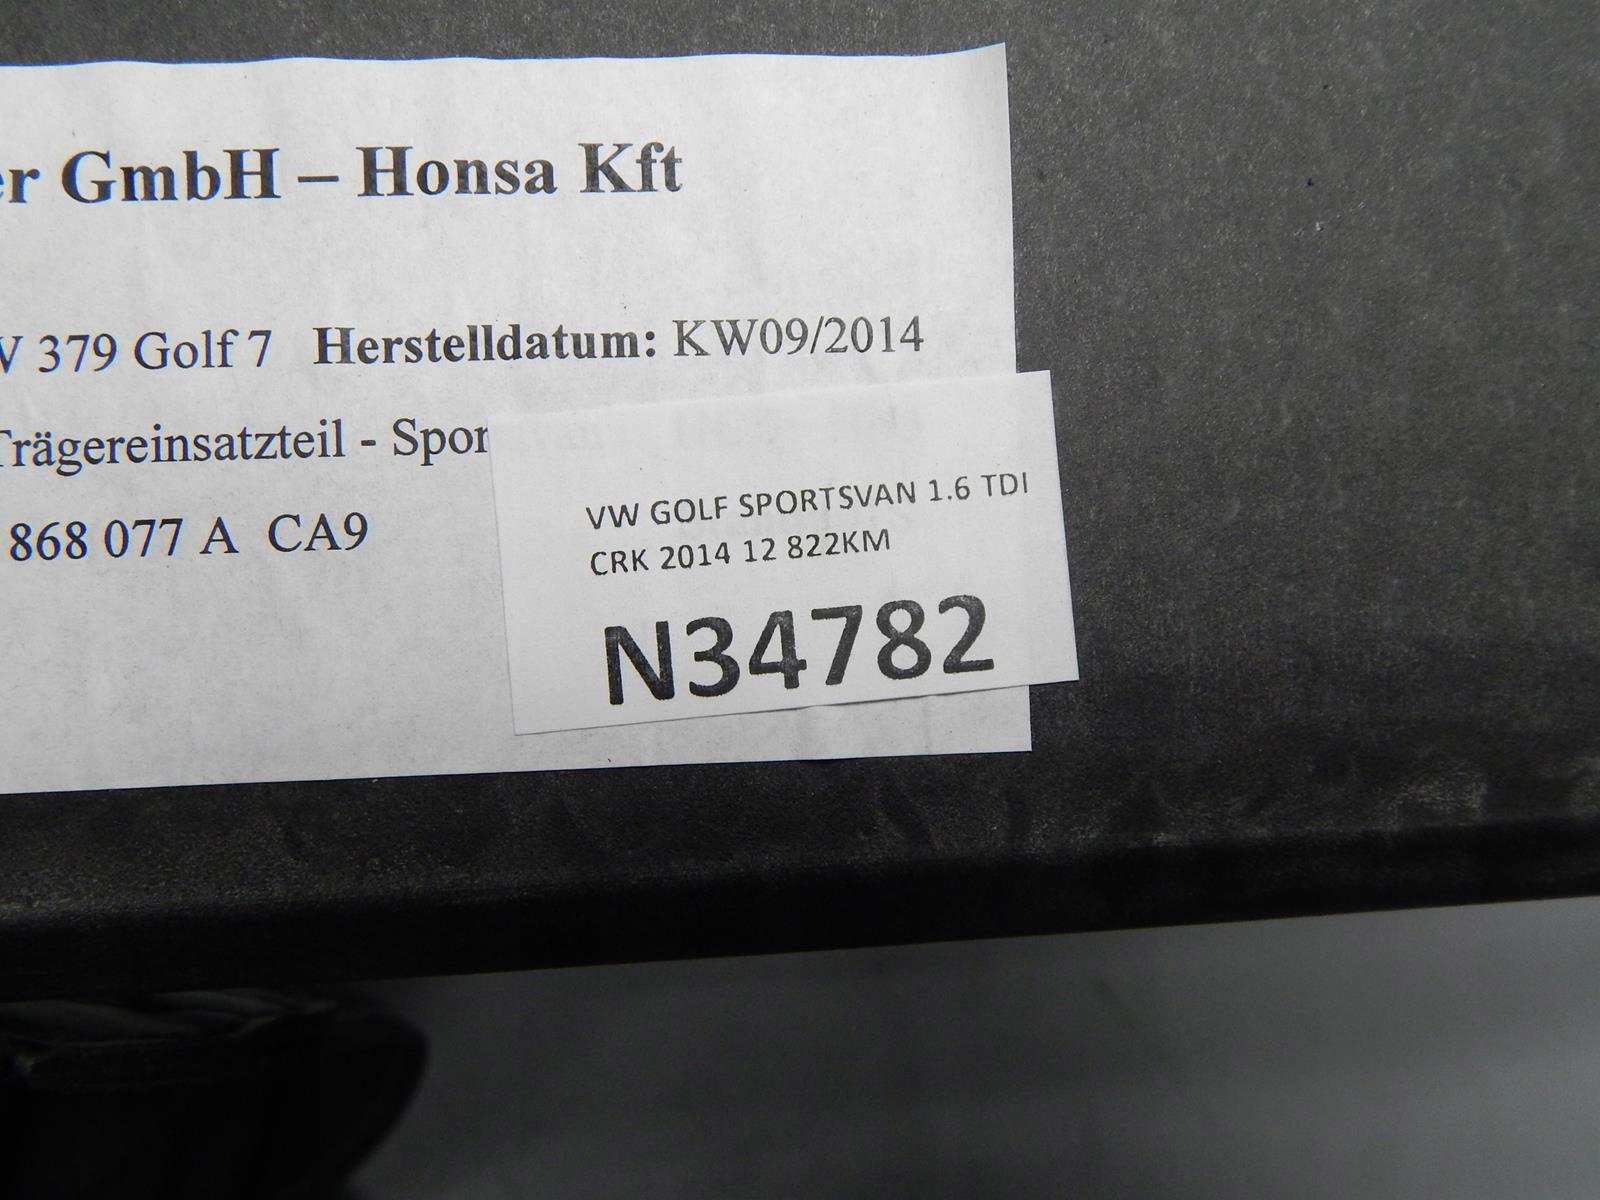 er GmbH – Honsa Kft
V 379 Golf 7 Herstelldatum: KW09/2014
Trägereinsatzteil - Spor
868 077 A CA9
VW GOLF SPORTSVAN 1.6 TDI
CRK 2014 12 822KM
N34782